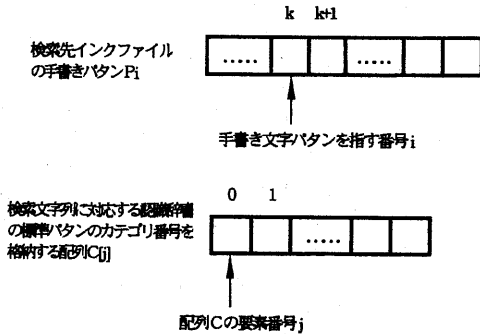 k k+1
検索先インクファイル
の手書きパタンPi
..... .....
手書き文字パタンを指す番号i
0 1
検索文字列に対応する認識辞書
の標準パタンのカテゴリ番号を
格納する配列C[j]
.....
配列Cの要素番号j